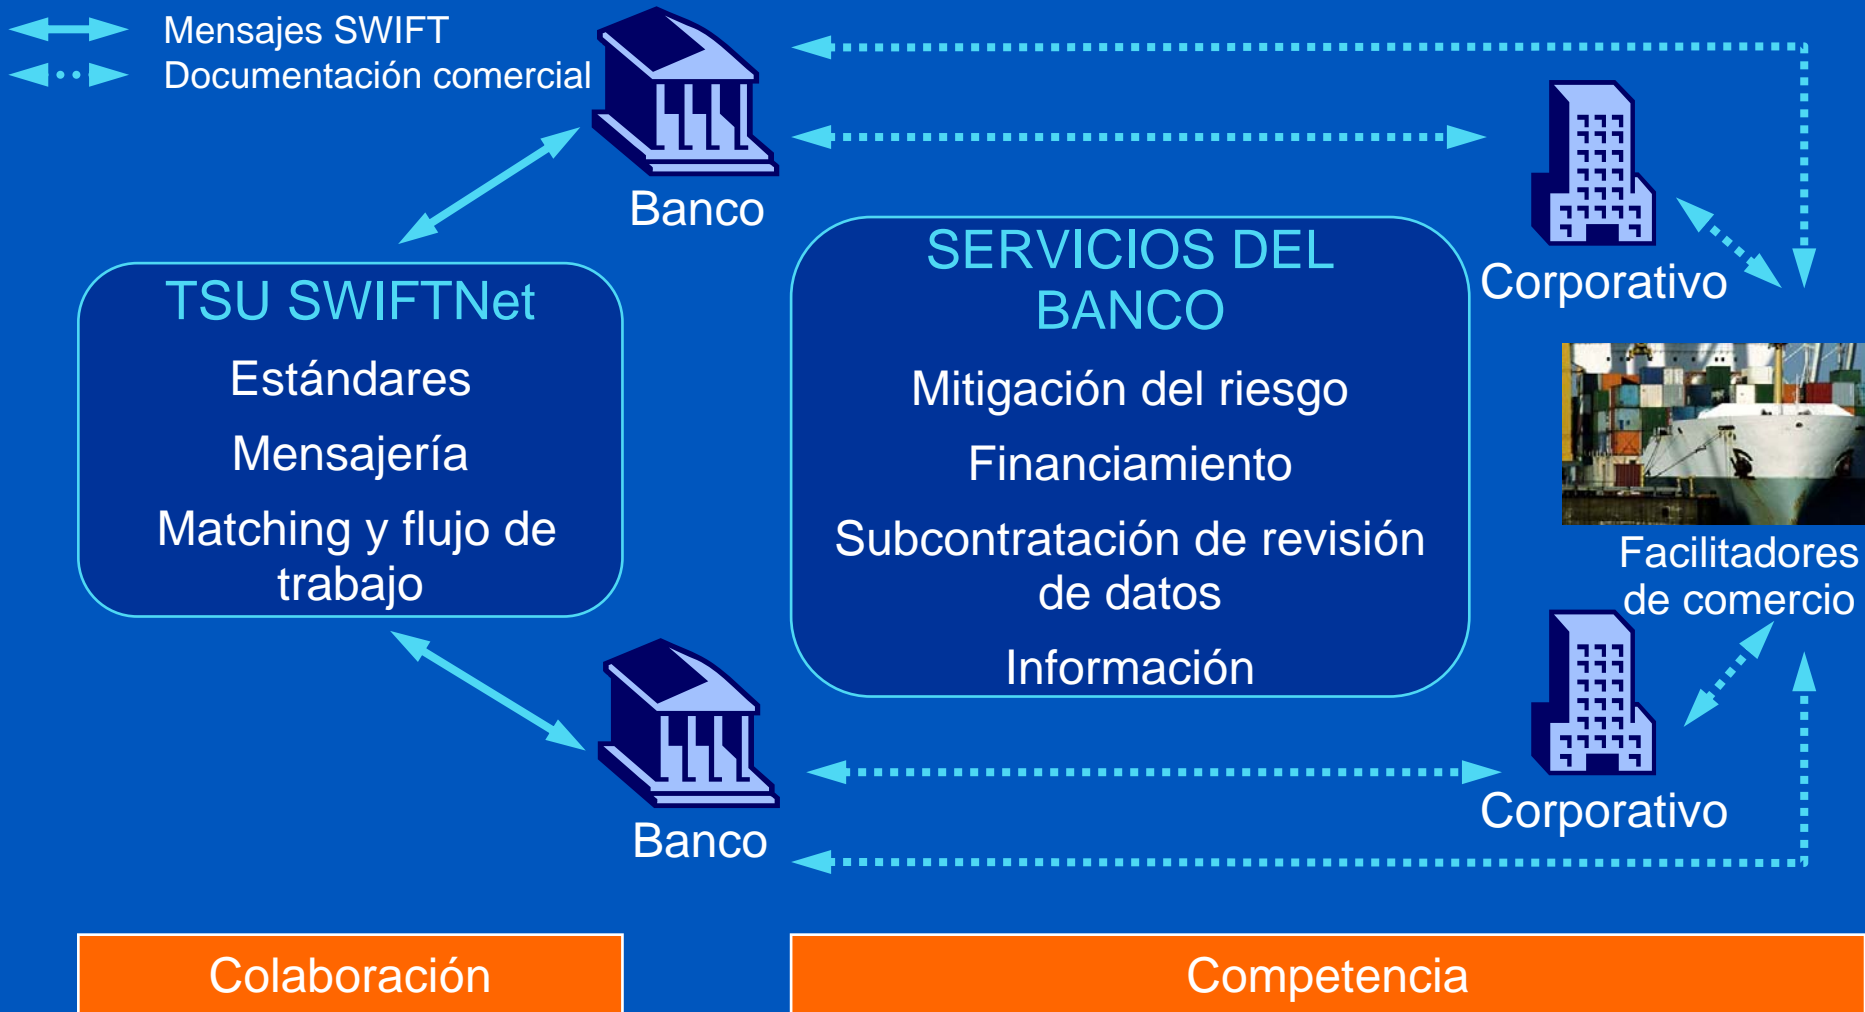 Mensajes SWIFT
Documentación comercial
Banco
Corporativo
TSU SWIFTNet
Estándares
Mensajería
Matching y flujo de
trabajo
SERVICIOS DEL
BANCO
Mitigación del riesgo
Financiamiento
Subcontratación de revisión
de datos
Información
Facilitadores
de comercio
Banco
Corporativo
Colaboración
Competencia